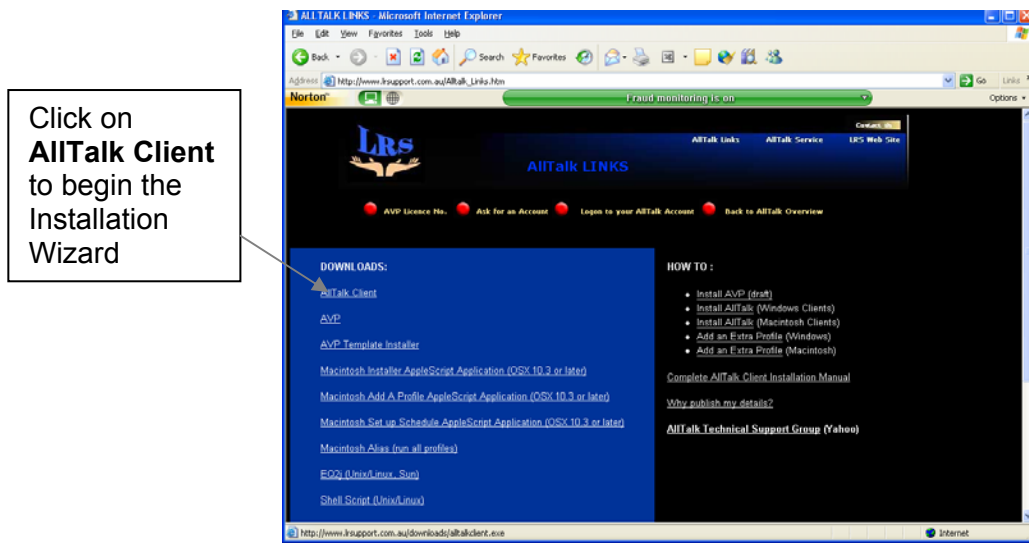 Click on
AllTalk Client
to begin the
Installation
Wizard
ALLTALK LINKS - Microsoft Internet Explorer
File Edit View Favorites Tools Help
Back Search Favorites
Address http://www.lrsupport.com.au/Alltalk_Links.htm Go Links
Norton Fraud monitoring is on Options
LRS
Contact Us
AllTalk Links AllTalk Service LRS Web Site
AllTalk LINKS
AVP Licence No. Ask for an Account Logon to your AllTalk Account Back to AllTalk Overview
DOWNLOADS:
AllTalk Client
AVP
AVP Template Installer
Macintosh Installer AppleScript Application (OSX 10.3 or later)
Macintosh Add A Profile AppleScript Application (OSX 10.3 or later)
Macintosh Set up Schedule AppleScript Application (OSX 10.3 or later)
Macintosh Alias (run all profiles)
EQ2j (Unix/Linux, Sun)
Shell Script (Unix/Linux)
HOW TO :
Install AVP (draft)
Install AllTalk (Windows Clients)
Install AllTalk (Macintosh Clients)
Add an Extra Profile (Windows)
Add an Extra Profile (Macintosh)
Complete AllTalk Client Installation Manual
Why publish my details?
AllTalk Technical Support Group (Yahoo)
http://www.lrsupport.com.au/downloads/alltalkclient.exe Internet